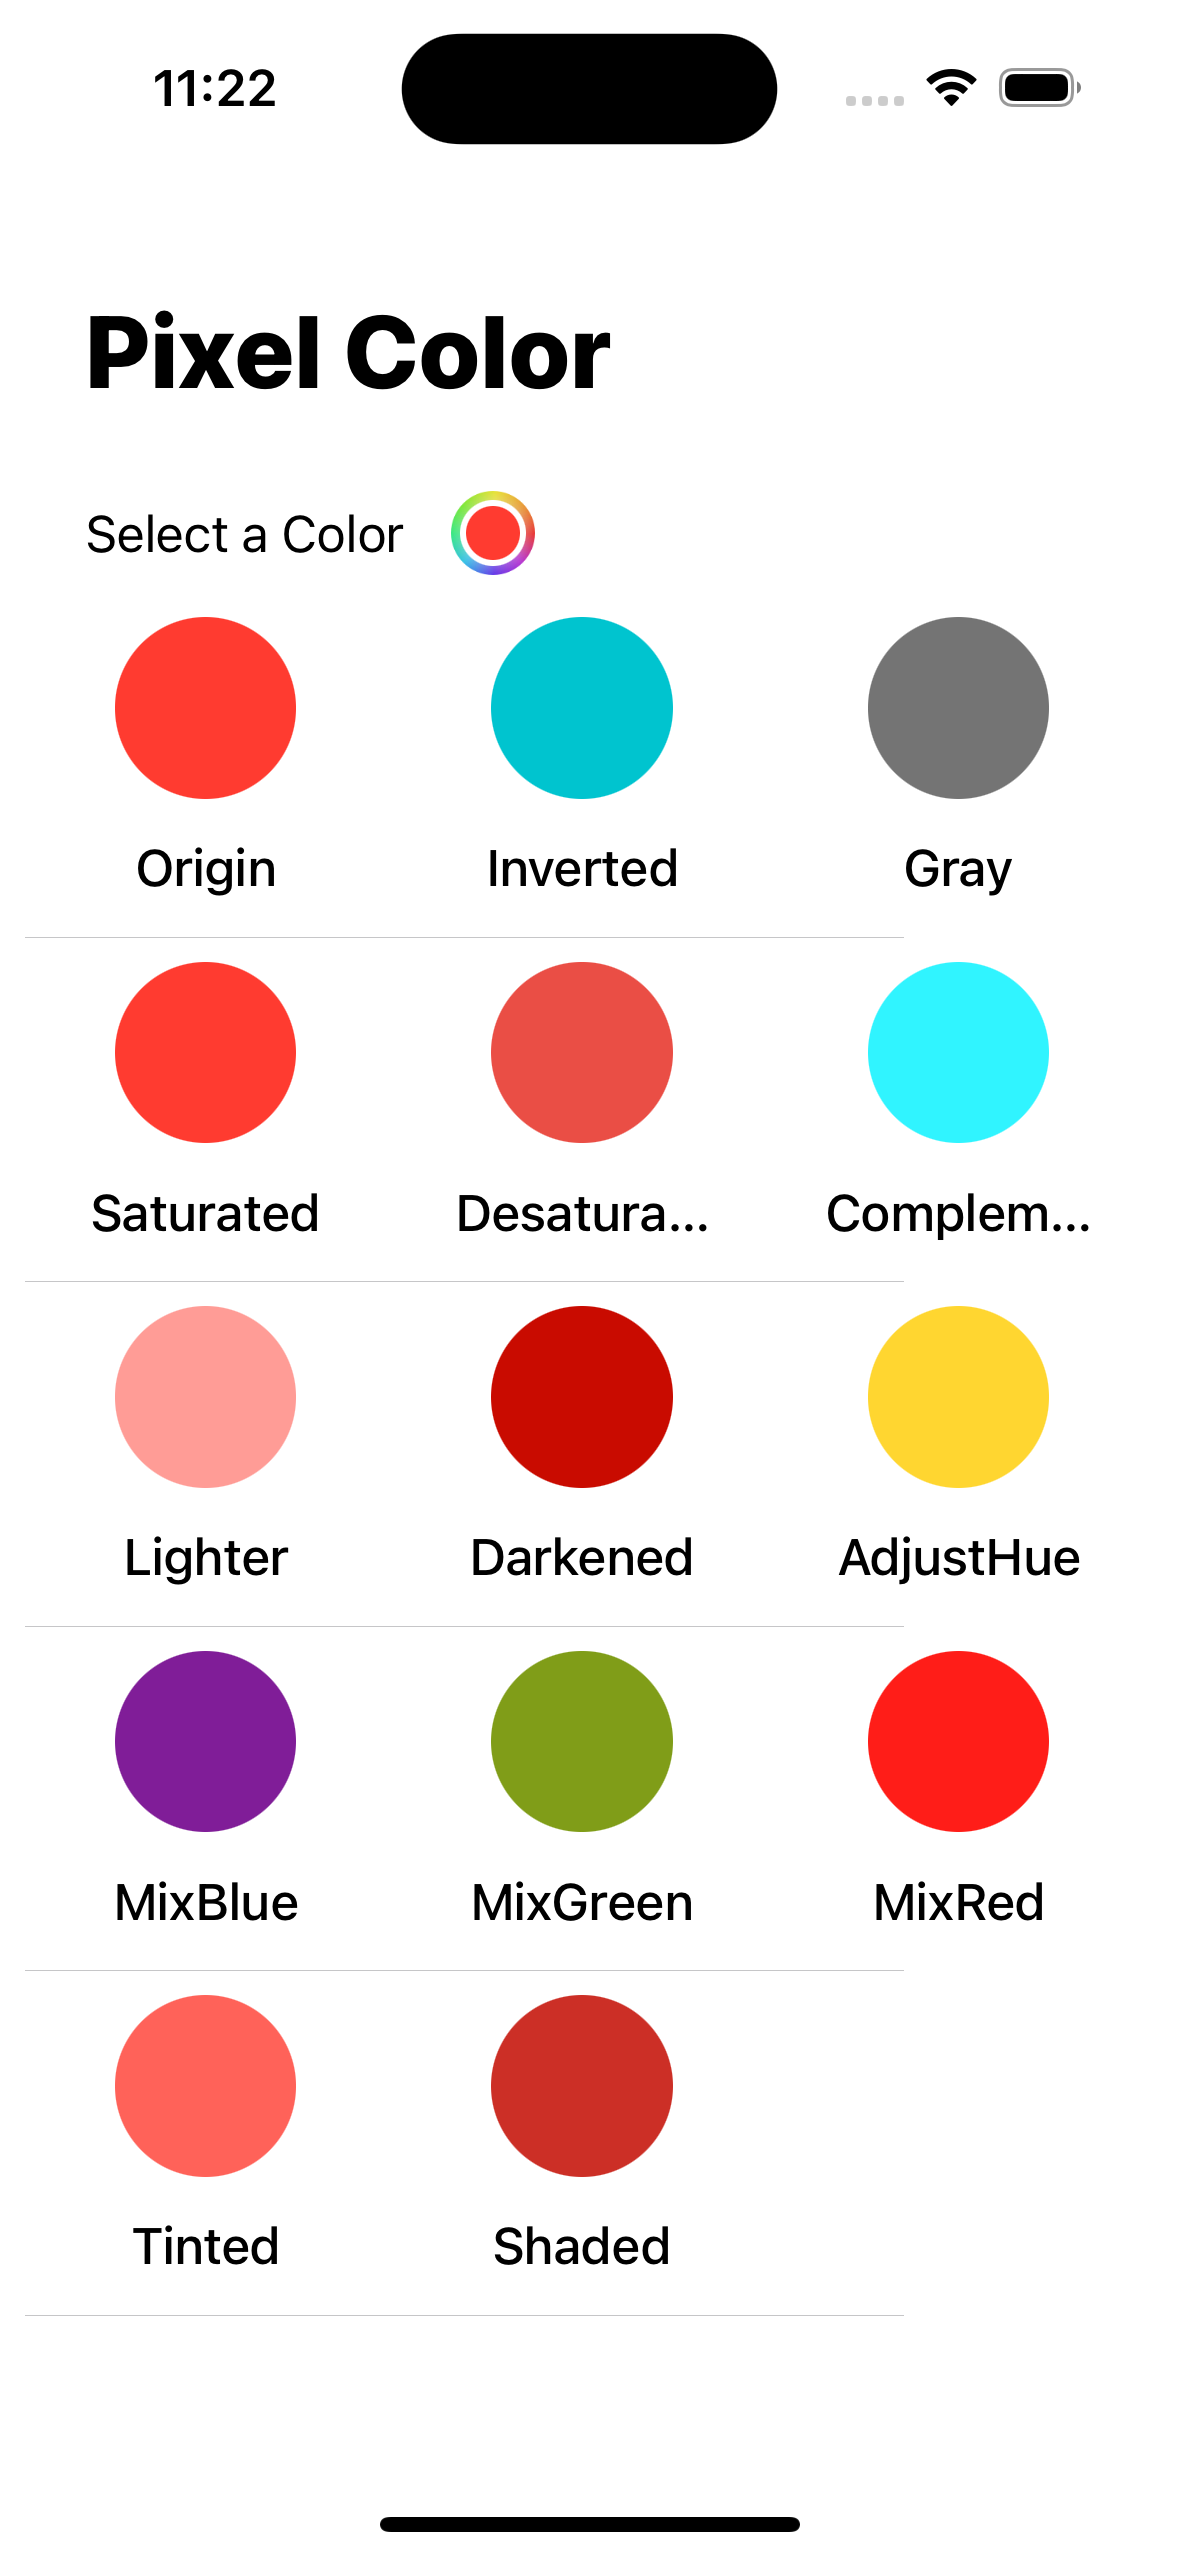 11:22
Pixel Color
Select a Color
Origin Inverted Gray
Saturated Desatura... Complem...
Lighter Darkened AdjustHue
MixBlue MixGreen MixRed
Tinted Shaded